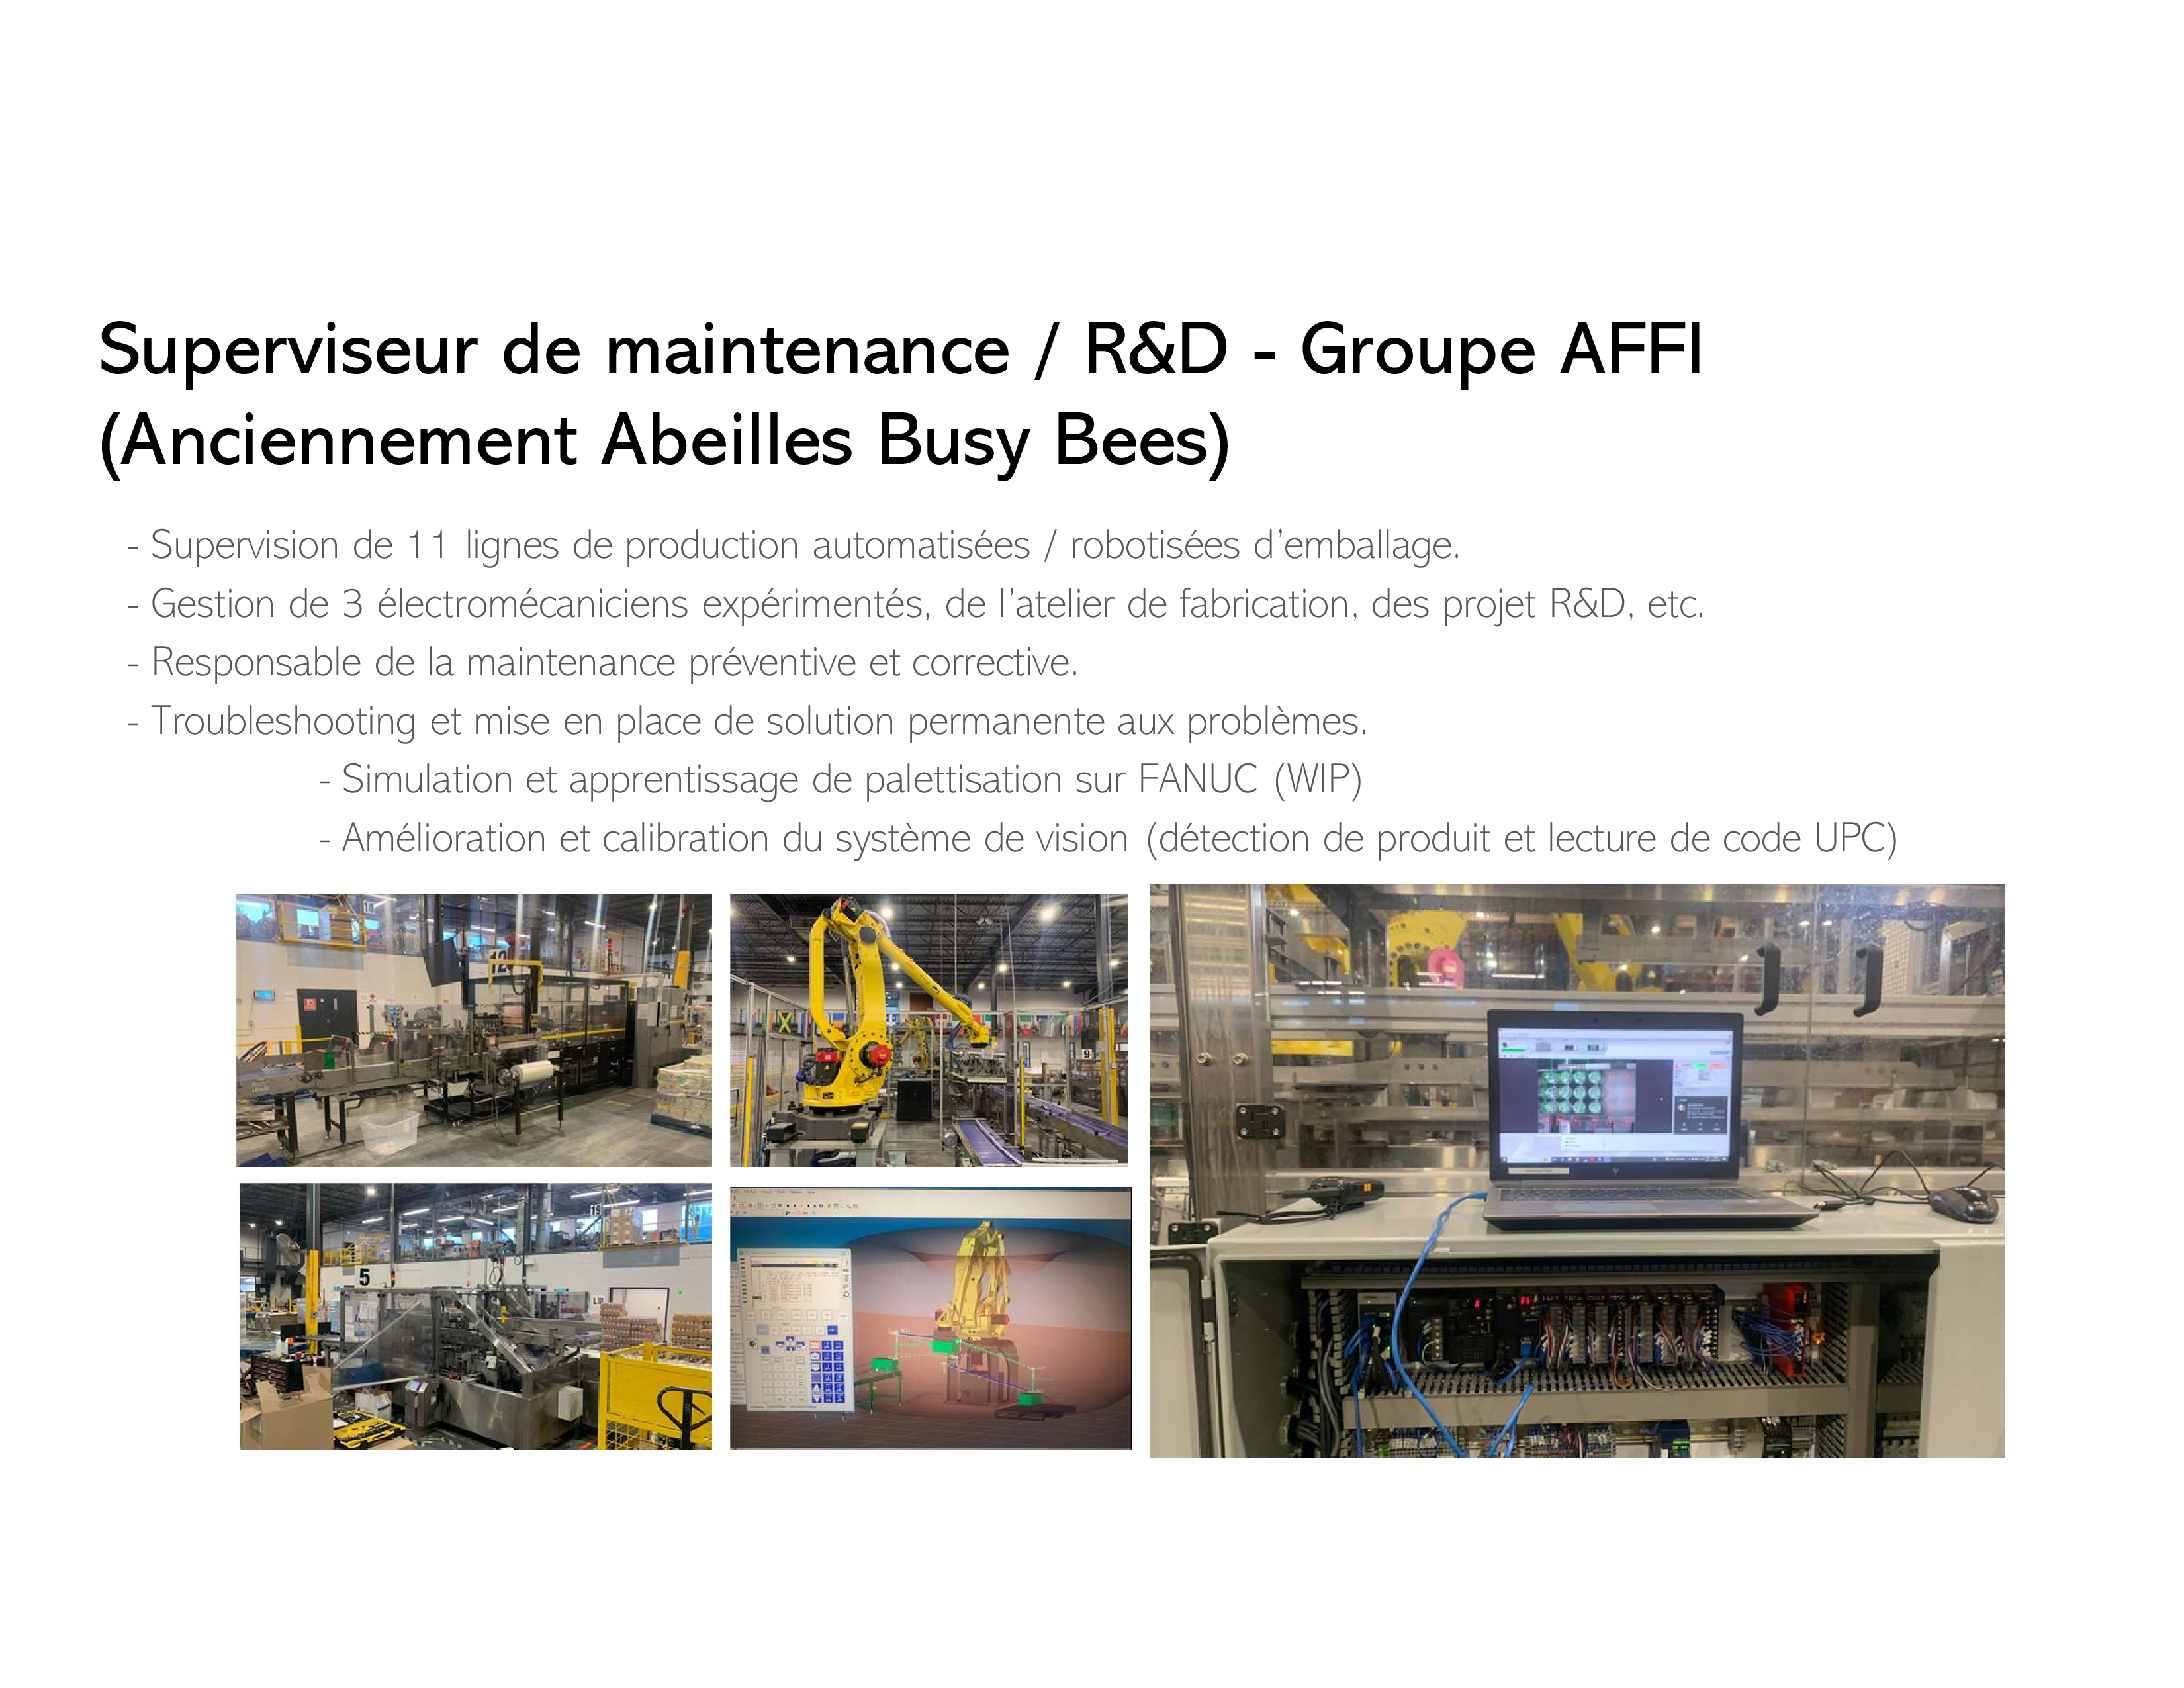 Superviseur de maintenance / R&D - Groupe AFFI
(Anciennement Abeilles Busy Bees)
- Supervision de 11 lignes de production automatisées / robotisées d’emballage.
- Gestion de 3 électromécaniciens expérimentés, de l’atelier de fabrication, des projet R&D, etc.
- Responsable de la maintenance préventive et corrective.
- Troubleshooting et mise en place de solution permanente aux problèmes.
- Simulation et apprentissage de palettisation sur FANUC (WIP)
- Amélioration et calibration du système de vision (détection de produit et lecture de code UPC)
14
12
9
5
19
L10